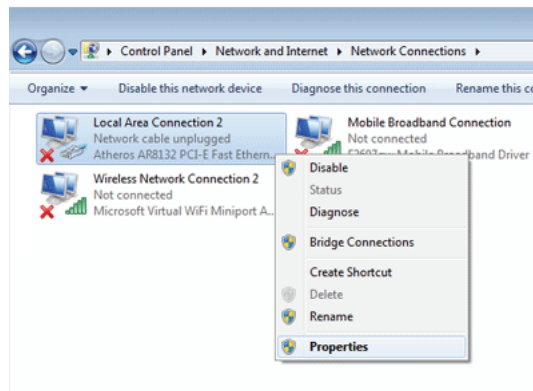 Control Panel ▸ Network and Internet ▸ Network Connections ▸
Organize ▾ Disable this network device Diagnose this connection Rename this c
Local Area Connection 2
Network cable unplugged
Atheros AR8132 PCI-E Fast Ethern...
Mobile Broadband Connection
Not connected
Mobile Broadband Driver
Wireless Network Connection 2
Not connected
Microsoft Virtual WiFi Miniport A...
Disable
Status
Diagnose
Bridge Connections
Create Shortcut
Delete
Rename
Properties